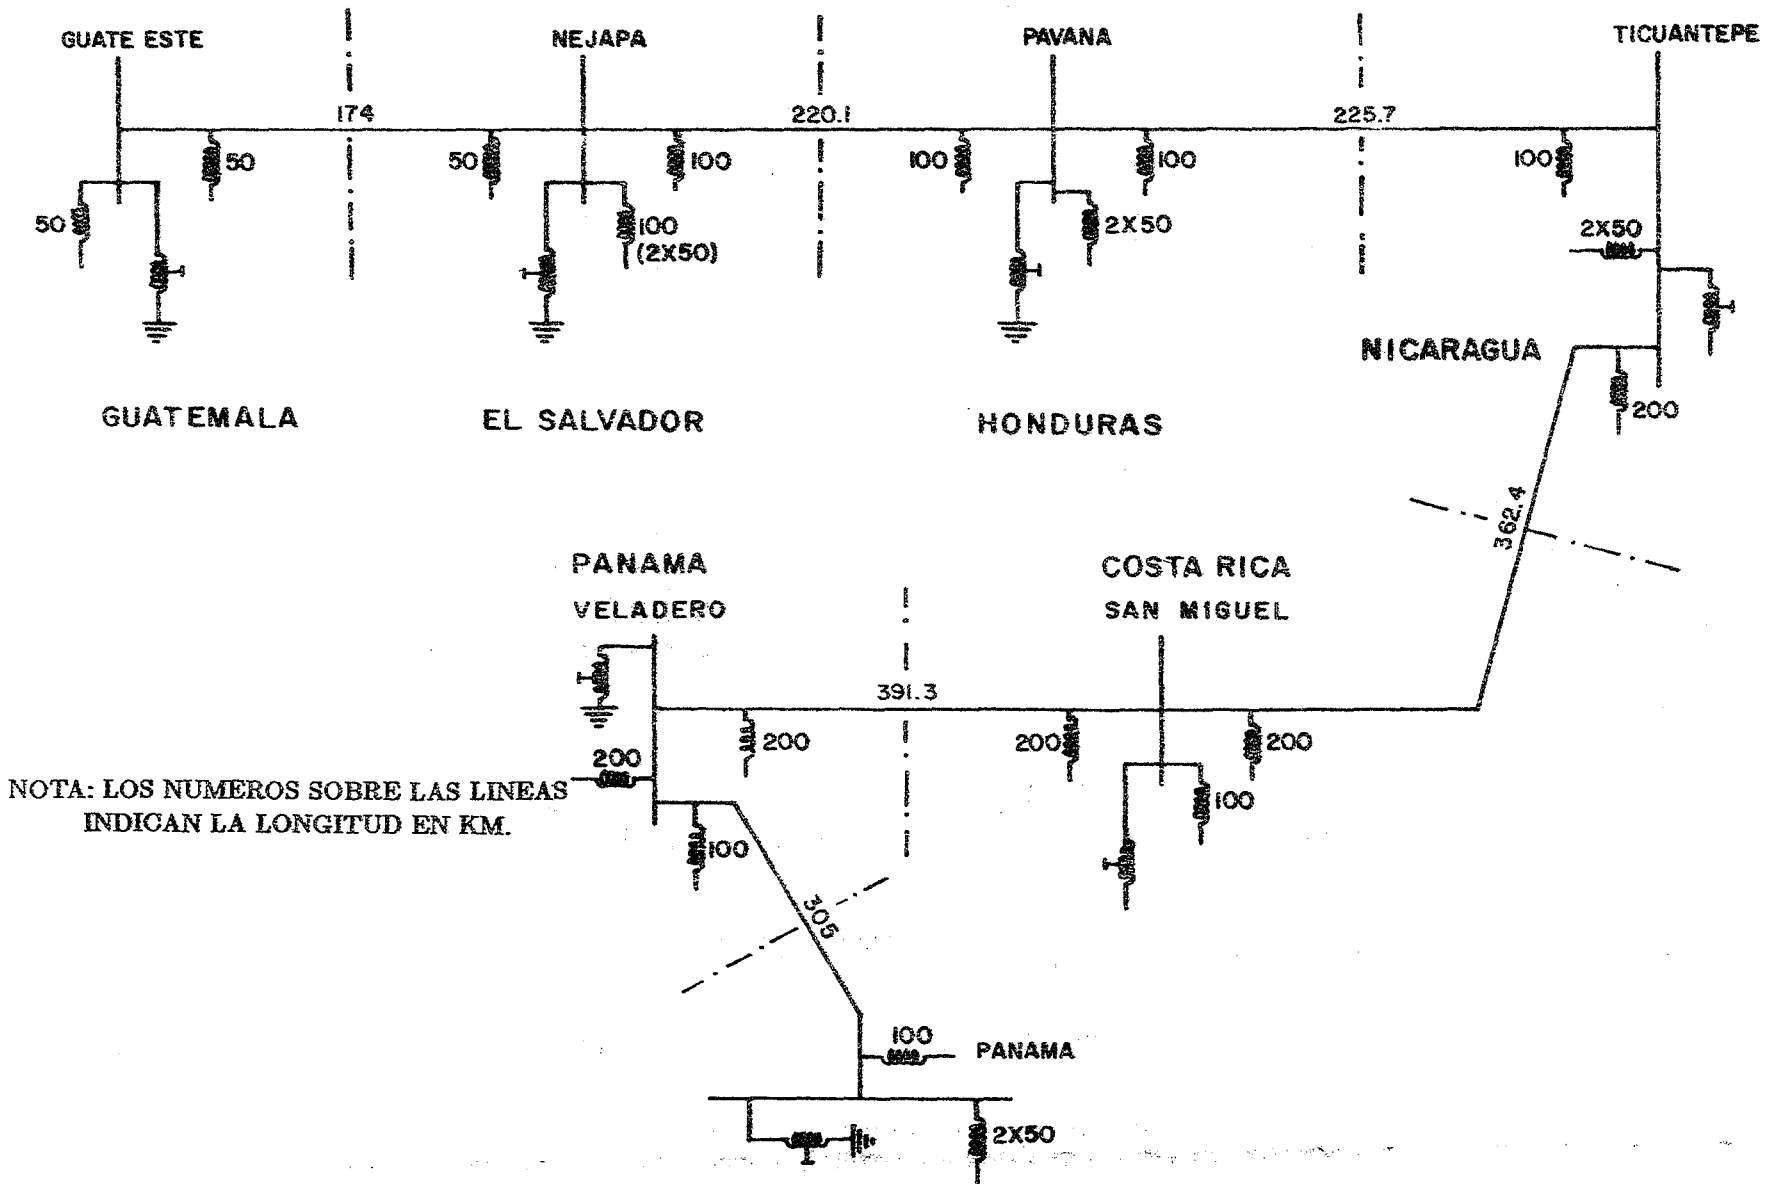 GUATE ESTE
NEJAPA
PAVANA
TICUANTEPE
174
220.1
225.7
50
50
100
100
100
100
50
100
(2X50)
2X50
2X50
NICARAGUA
200
GUATEMALA
EL SALVADOR
HONDURAS
362.4
PANAMA
VELADERO
COSTA RICA
SAN MIGUEL
391.3
200
200
200
200
100
NOTA: LOS NUMEROS SOBRE LAS LINEAS
INDICAN LA LONGITUD EN KM.
100
305
100
PANAMA
2X50